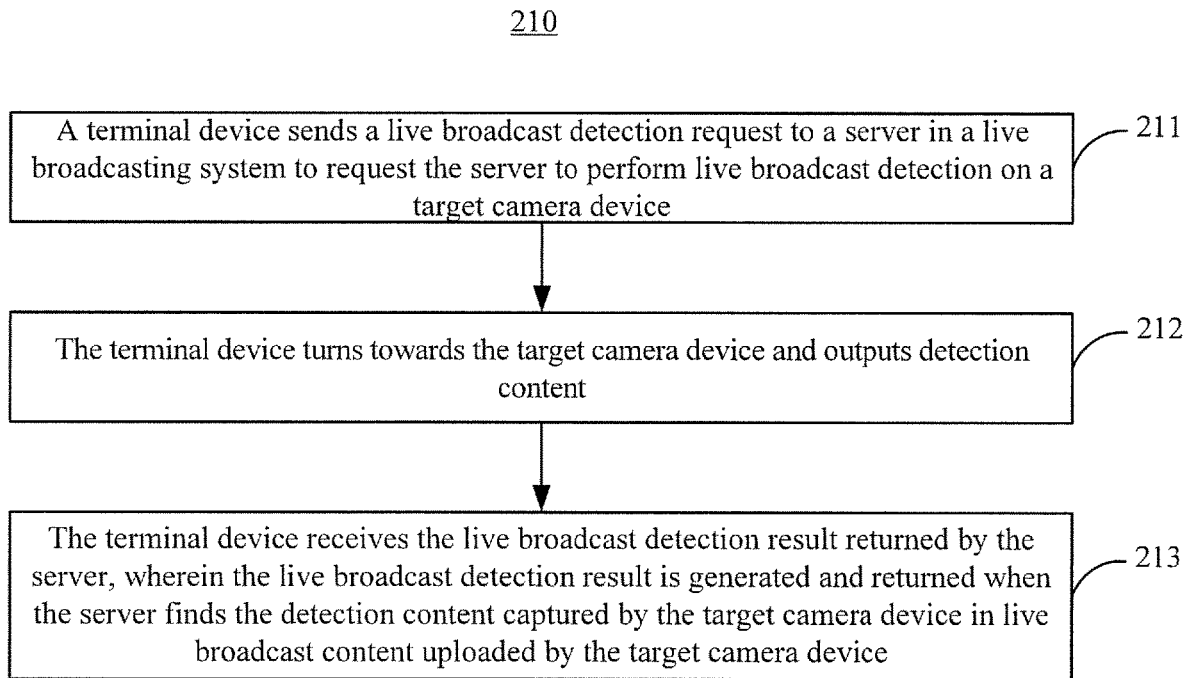 210
A terminal device sends a live broadcast detection request to a server in a live
broadcasting system to request the server to perform live broadcast detection on a
target camera device
211
The terminal device turns towards the target camera device and outputs detection
content
212
The terminal device receives the live broadcast detection result returned by the
server, wherein the live broadcast detection result is generated and returned when
the server finds the detection content captured by the target camera device in live
broadcast content uploaded by the target camera device
213